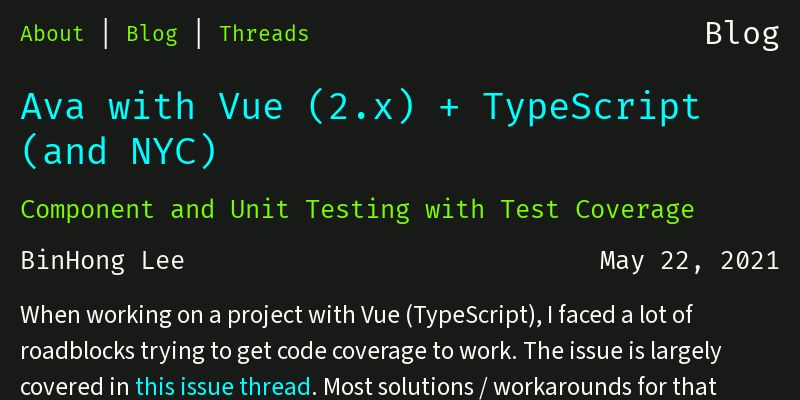 About | Blog | Threads Blog
Ava with Vue (2.x) + TypeScript
(and NYC)
Component and Unit Testing with Test Coverage
BinHong Lee May 22, 2021
When working on a project with Vue (TypeScript), I faced a lot of
roadblocks trying to get code coverage to work. The issue is largely
covered in this issue thread. Most solutions / workarounds for that